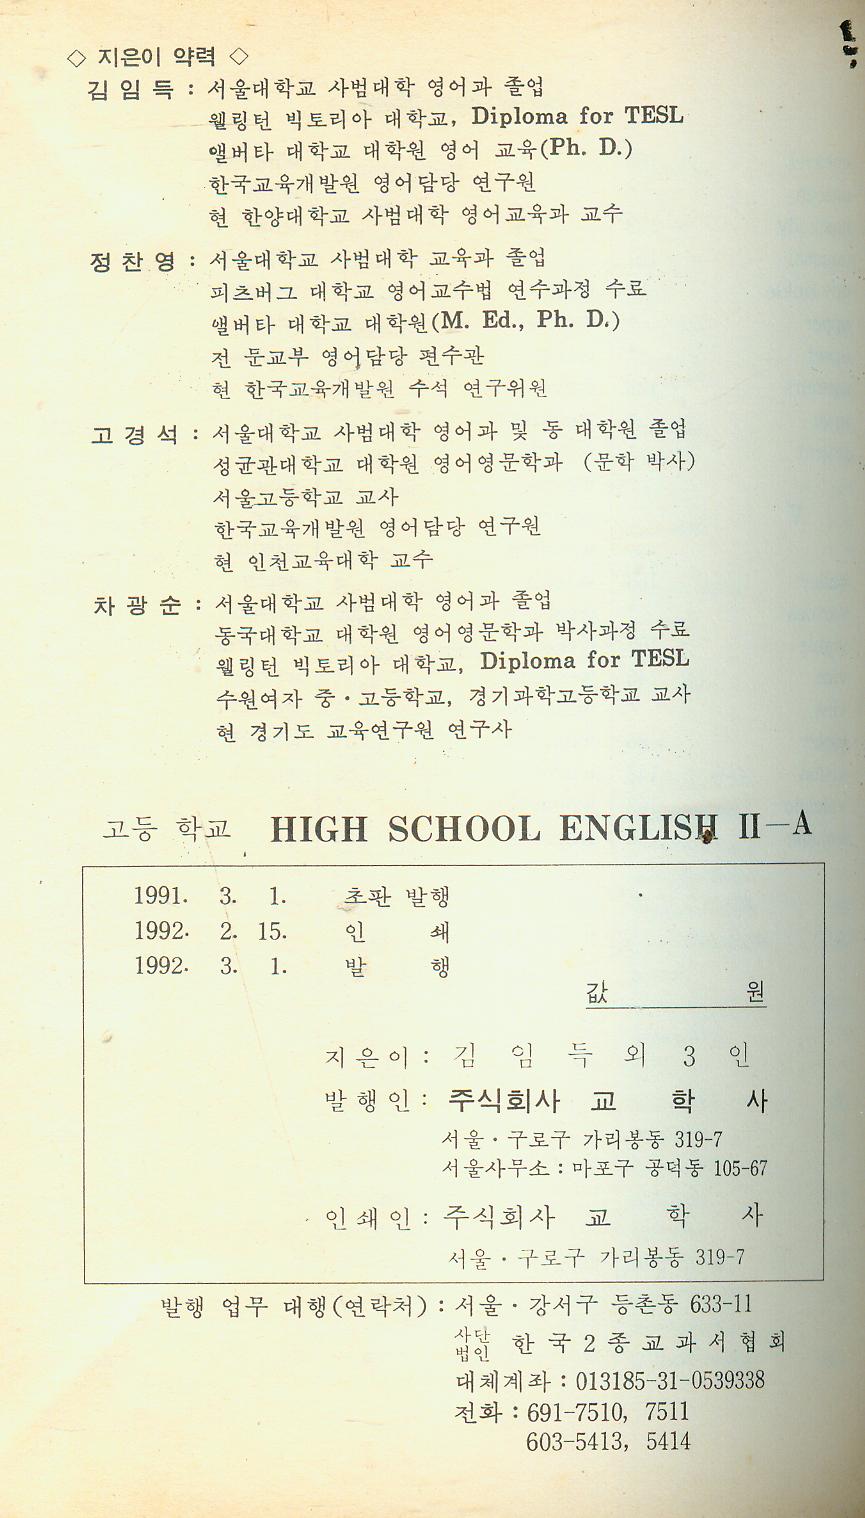 ◇ 지은이 약력 ◇
김 임 득 : 서울대학교 사범대학 영어과 졸업
웰링턴 빅토리아 대학교, Diploma for TESL
앨버타 대학교 대학원 영어 교육(Ph. D.)
한국교육개발원 영어담당 연구원
현 한양대학교 사범대학 영어교육과 교수
정 찬 영 : 서울대학교 사범대학 교육과 졸업
피츠버그 대학교 영어교수법 연수과정 수료
앨버타 대학교 대학원(M. Ed., Ph. D.)
전 문교부 영어담당 편수관
현 한국교육개발원 수석 연구위원
고 경 석 : 서울대학교 사범대학 영어과 및 동 대학원 졸업
성균관대학교 대학원 영어영문학과 (문학 박사)
서울고등학교 교사
한국교육개발원 영어담당 연구원
현 인천교육대학 교수
차 광 순 : 서울대학교 사범대학 영어과 졸업
동국대학교 대학원 영어영문학과 박사과정 수료
웰링턴 빅토리아 대학교, Diploma for TESL
수원여자 중·고등학교, 경기과학고등학교 교사
현 경기도 교육연구원 연구사
고등 학교 HIGH SCHOOL ENGLISH II—A
1991. 3. 1. 초판 발행
1992. 2. 15. 인 쇄
1992. 3. 1. 발 행
값 원
지 은 이 : 김 임 득 외 3 인
발 행 인 : 주식회사 교 학 사
서울·구로구 가리봉동 319-7
서울사무소 : 마포구 공덕동 105-67
인 쇄 인 : 주식회사 교 학 사
서울·구로구 가리봉동 319-7
발행 업무 대행(연락처) : 서울·강서구 등촌동 633-11
사단법인 한 국 2 종 교 과 서 협 회
대체계좌 : 013185-31-0539338
전화 : 691-7510, 7511
603-5413, 5414